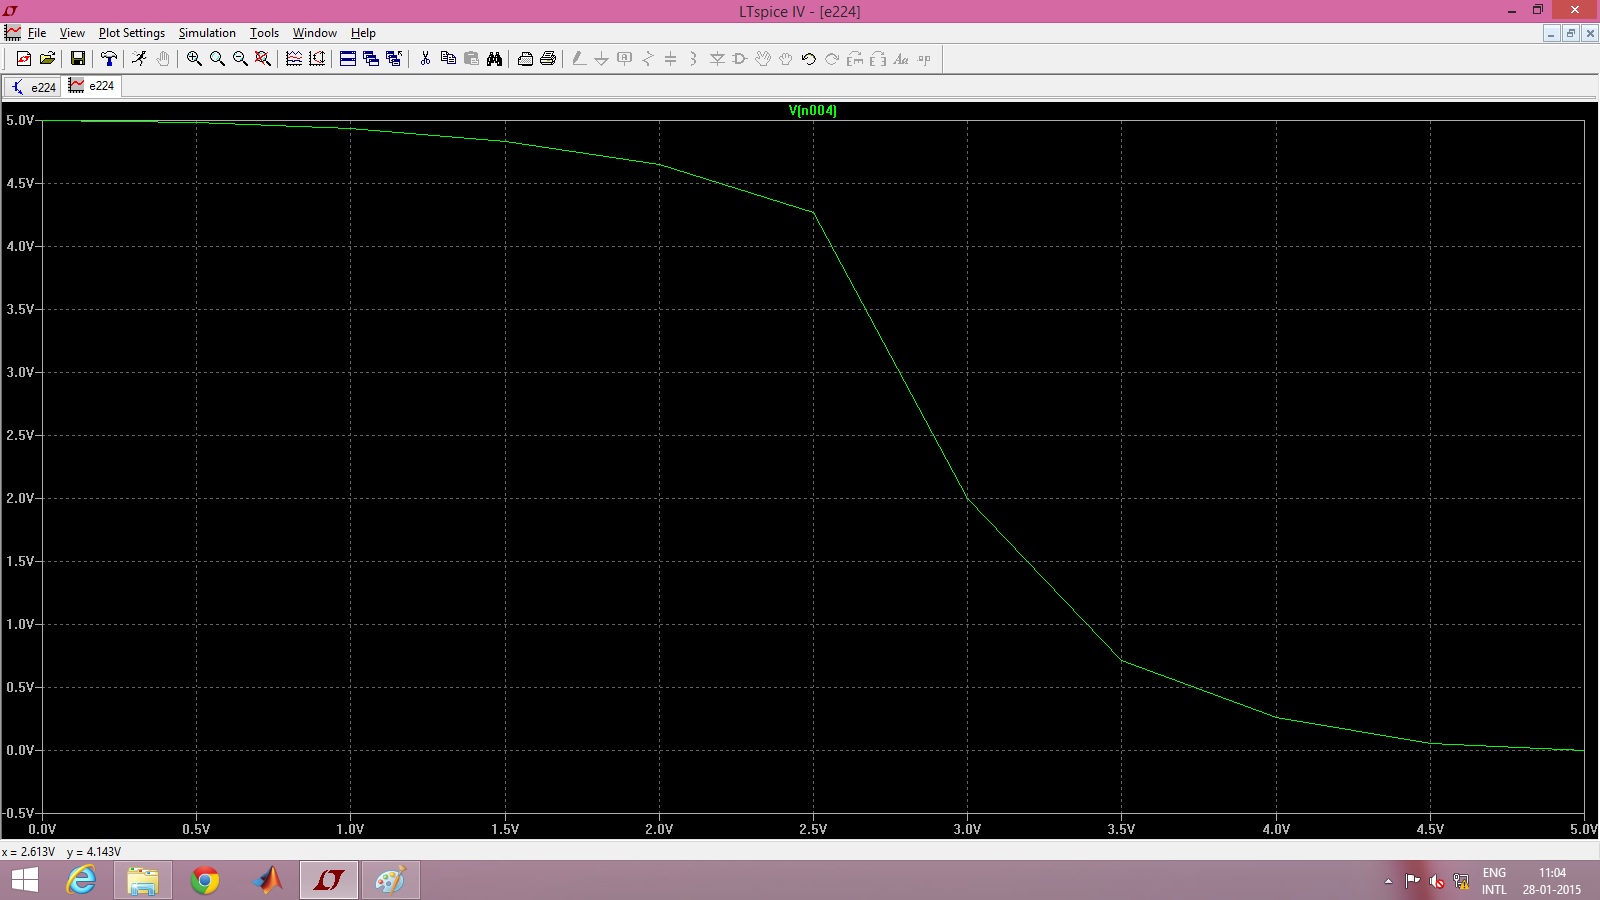 LTspice IV - [e224]
File View Plot Settings Simulation Tools Window Help
Aa .op
e224 e224
V(n004)
5.0V
4.5V
4.0V
3.5V
3.0V
2.5V
2.0V
1.5V
1.0V
0.5V
0.0V
-0.5V
0.0V 0.5V 1.0V 1.5V 2.0V 2.5V 3.0V 3.5V 4.0V 4.5V 5.0V
x = 2.613V y = 4.143V
ENG 11:04
INTL 28-01-2015